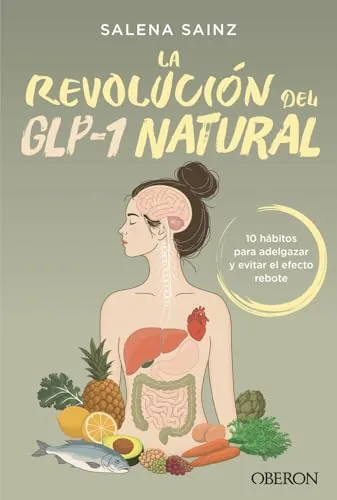 SALENA SAINZ
LA
REVOLUCIÓN DEL
GLP-1 NATURAL
10 hábitos
para adelgazar
y evitar el efecto
rebote
OBERON